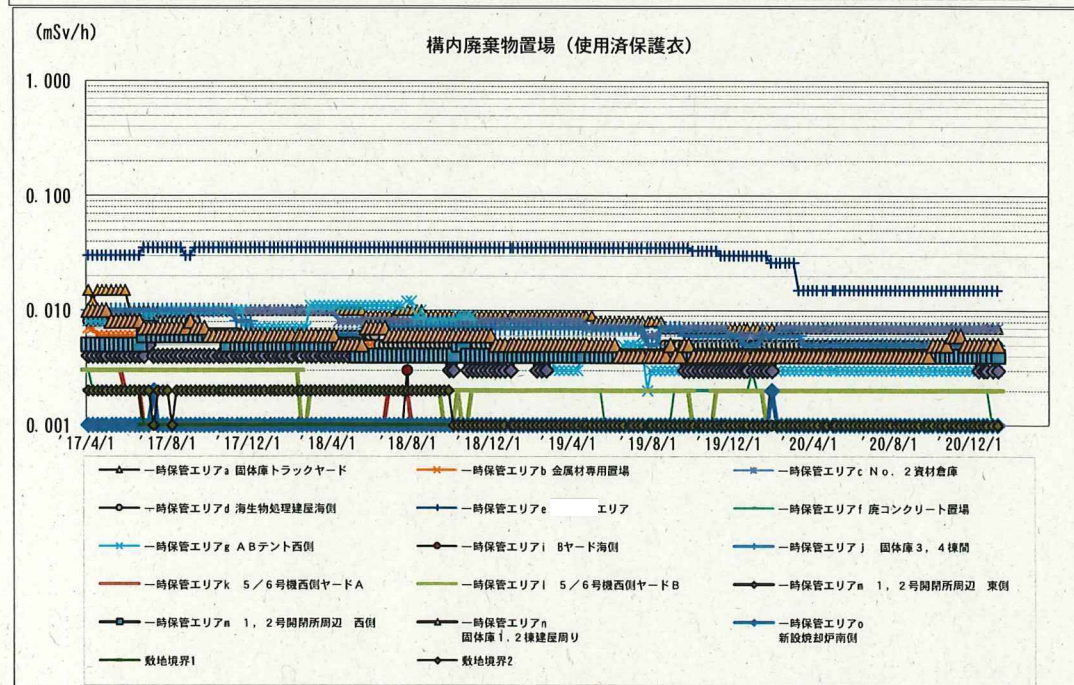 (mSv/h)
構内廃棄物置場（使用済保護衣）
1.000
0.100
0.010
0.001
'17/4/1 '17/8/1 '17/12/1 '18/4/1 '18/8/1 '18/12/1 '19/4/1 '19/8/1 '19/12/1 '20/4/1 '20/8/1 '20/12/1
一時保管エリアa 固体庫トラックヤード
一時保管エリアb 金属材専用置場
一時保管エリアc No．2資材倉庫
一時保管エリアd 海生物処理建屋海側
一時保管エリアe エリア
一時保管エリアf 廃コンクリート置場
一時保管エリアg ABテント西側
一時保管エリアi Bヤード海側
一時保管エリアj 固体庫3，4棟間
一時保管エリアk 5／6号機西側ヤードA
一時保管エリアl 5／6号機西側ヤードB
一時保管エリアm 1，2号開閉所周辺 東側
一時保管エリアm 1，2号開閉所周辺 西側
一時保管エリアn
固体庫1，2棟建屋周り
一時保管エリアo
新設焼却炉南側
敷地境界1
敷地境界2